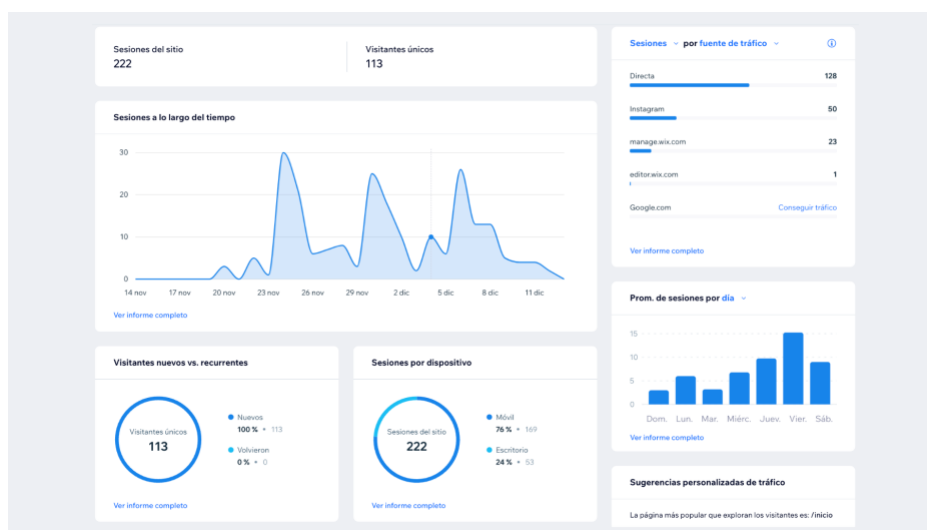 Sesiones del sitio
222
Visitantes únicos
113
Sesiones a lo largo del tiempo
30
20
10
0
14 nov 17 nov 20 nov 23 nov 26 nov 29 nov 2 dic 5 dic 8 dic 11 dic
Ver informe completo
Visitantes nuevos vs. recurrentes
Visitantes únicos
113
Nuevos
100 % • 113
Volvieron
0 % • 0
Ver informe completo
Sesiones por dispositivo
Sesiones del sitio
222
Móvil
76 % • 169
Escritorio
24 % • 53
Ver informe completo
Sesiones por fuente de tráfico
Directa 128
Instagram 50
manage.wix.com 23
editor.wix.com 1
Google.com Conseguir tráfico
Ver informe completo
Prom. de sesiones por día
15
10
5
0
Dom. Lun. Mar. Miérc. Juev. Vier. Sáb.
Ver informe completo
Sugerencias personalizadas de tráfico
La página más popular que exploran los visitantes es: /inicio